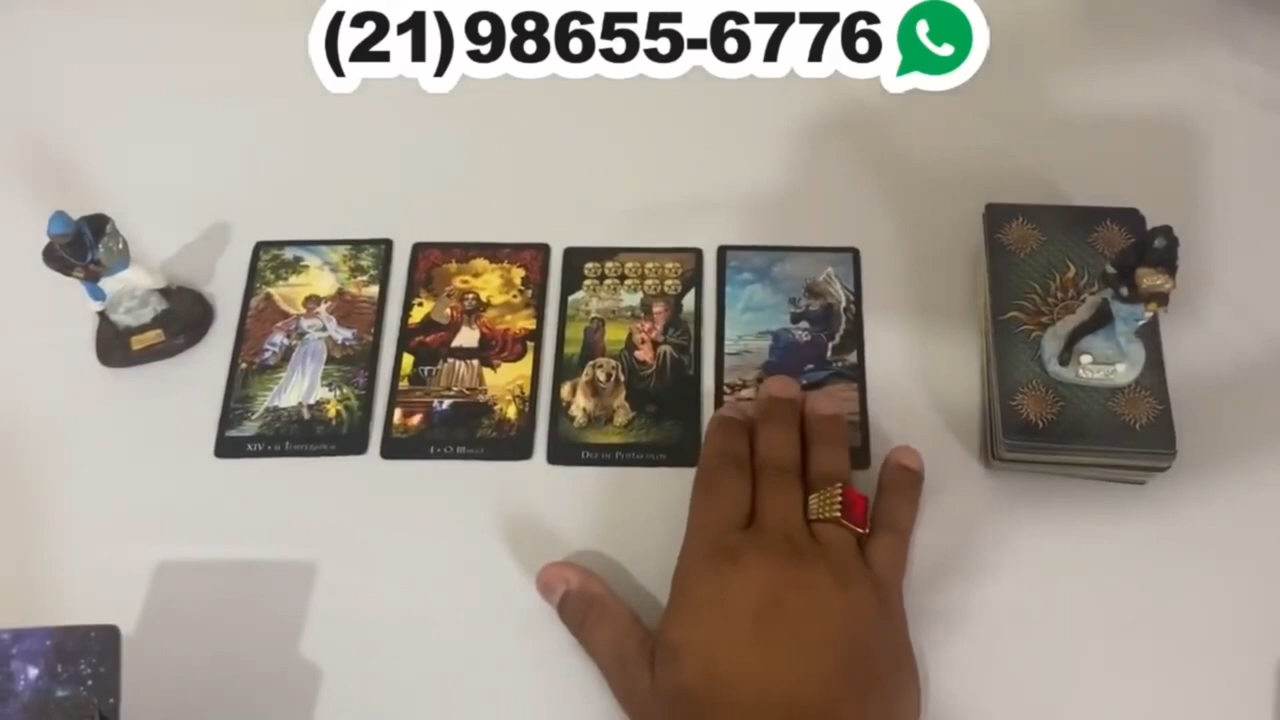 (21)98655-6776
XIV • A Temperança
I • O Mago
Dez de Pentáculos